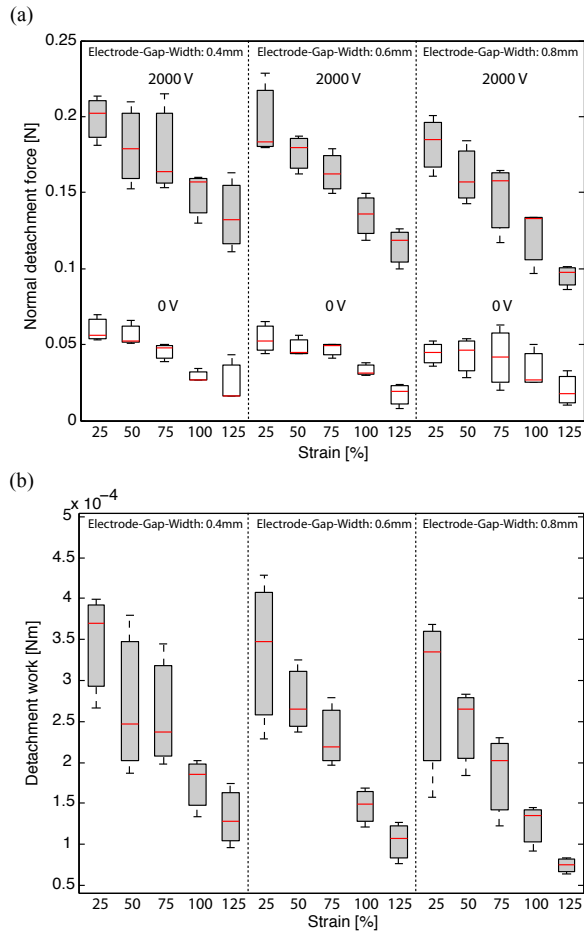 (a)
Electrode-Gap-Width: 0.4mm Electrode-Gap-Width: 0.6mm Electrode-Gap-Width: 0.8mm
2000 V 2000 V 2000 V
0 V 0 V 0 V
0.25
0.2
0.15
0.1
0.05
0
Normal detachment force [N]
25 50 75 100 125 25 50 75 100 125 25 50 75 100 125
Strain [%]
(b)
x 10⁻⁴
Electrode-Gap-Width: 0.4mm Electrode-Gap-Width: 0.6mm Electrode-Gap-Width: 0.8mm
5
4.5
4
3.5
3
2.5
2
1.5
1
0.5
Detachment work [Nm]
25 50 75 100 125 25 50 75 100 125 25 50 75 100 125
Strain [%]